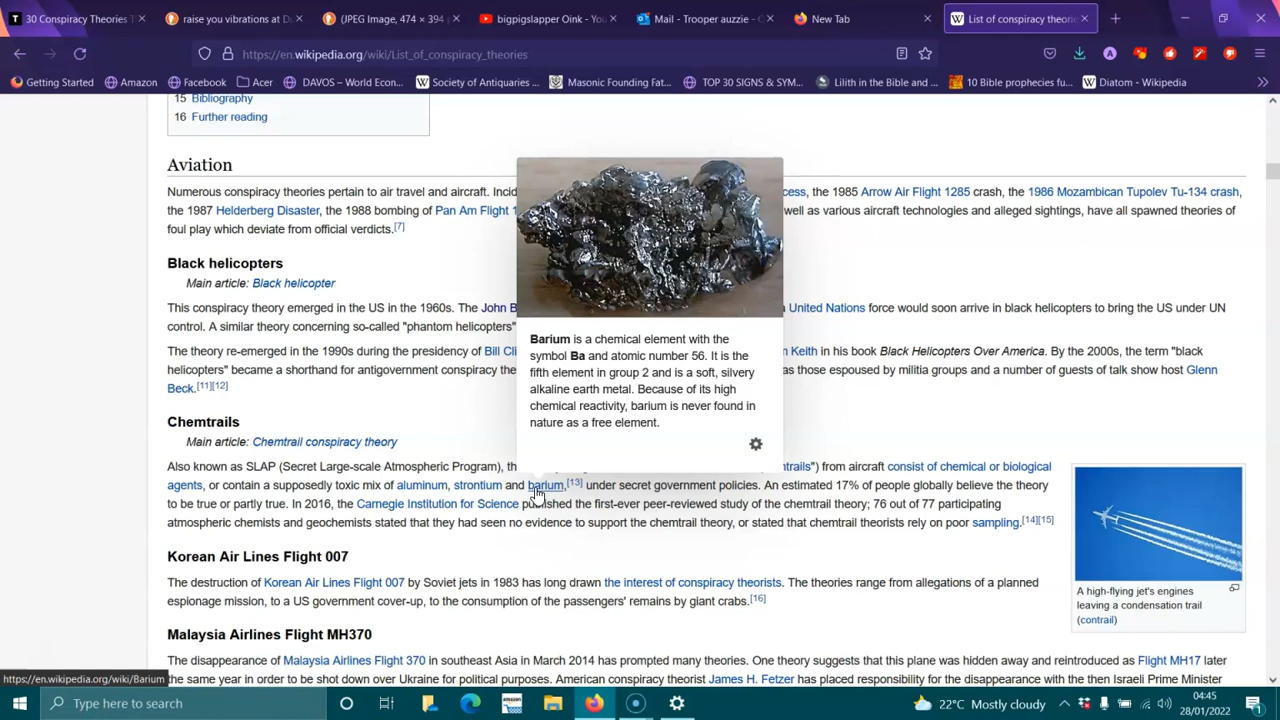 30 Conspiracy Theories T
raise you vibrations at D
(JPEG Image, 474 × 394
bigpigslapper Oink - Yo
Mail - Trooper auzzie - O
New Tab
List of conspiracy theori
https://en.wikipedia.org/wiki/List_of_conspiracy_theories
Getting Started
Amazon
Facebook
Acer
DAVOS – World Econ...
Society of Antiquaries ...
Masonic Founding Fat...
TOP 30 SIGNS & SYM...
Lilith in the Bible and ...
10 Bible prophecies fu...
Diatom - Wikipedia
15 Bibliography
16 Further reading
Aviation
Numerous conspiracy theories pertain to air travel and aircraft. Incid
cess, the 1985 Arrow Air Flight 1285 crash, the 1986 Mozambican Tupolev Tu-134 crash,
the 1987 Helderberg Disaster, the 1988 bombing of Pan Am Flight 1
well as various aircraft technologies and alleged sightings, have all spawned theories of
foul play which deviate from official verdicts.[7]
Black helicopters
Main article: Black helicopter
This conspiracy theory emerged in the US in the 1960s. The John B
United Nations force would soon arrive in black helicopters to bring the US under UN
control. A similar theory concerning so-called "phantom helicopters"
The theory re-emerged in the 1990s during the presidency of Bill Cli
m Keith in his book Black Helicopters Over America. By the 2000s, the term "black
helicopters" became a shorthand for antigovernment conspiracy the
as those espoused by militia groups and a number of guests of talk show host Glenn
Beck.[11][12]
Barium is a chemical element with the
symbol Ba and atomic number 56. It is the
fifth element in group 2 and is a soft, silvery
alkaline earth metal. Because of its high
chemical reactivity, barium is never found in
nature as a free element.
Chemtrails
Main article: Chemtrail conspiracy theory
Also known as SLAP (Secret Large-scale Atmospheric Program), th
trails") from aircraft consist of chemical or biological
agents, or contain a supposedly toxic mix of aluminum, strontium and barium,[13] under secret government policies. An estimated 17% of people globally believe the theory
to be true or partly true. In 2016, the Carnegie Institution for Science published the first-ever peer-reviewed study of the chemtrail theory; 76 out of 77 participating
atmospheric chemists and geochemists stated that they had seen no evidence to support the chemtrail theory, or stated that chemtrail theorists rely on poor sampling.[14][15]
A high-flying jet's engines
leaving a condensation trail
(contrail)
Korean Air Lines Flight 007
The destruction of Korean Air Lines Flight 007 by Soviet jets in 1983 has long drawn the interest of conspiracy theorists. The theories range from allegations of a planned
espionage mission, to a US government cover-up, to the consumption of the passengers' remains by giant crabs.[16]
Malaysia Airlines Flight MH370
The disappearance of Malaysia Airlines Flight 370 in southeast Asia in March 2014 has prompted many theories. One theory suggests that this plane was hidden away and reintroduced as Flight MH17 later
the same year in order to be shot down over Ukraine for political purposes. American conspiracy theorist James H. Fetzer has placed responsibility for the disappearance with the then Israeli Prime Minister
https://en.wikipedia.org/wiki/Barium
Type here to search
amazon
22°C Mostly cloudy
04:45
28/01/2022